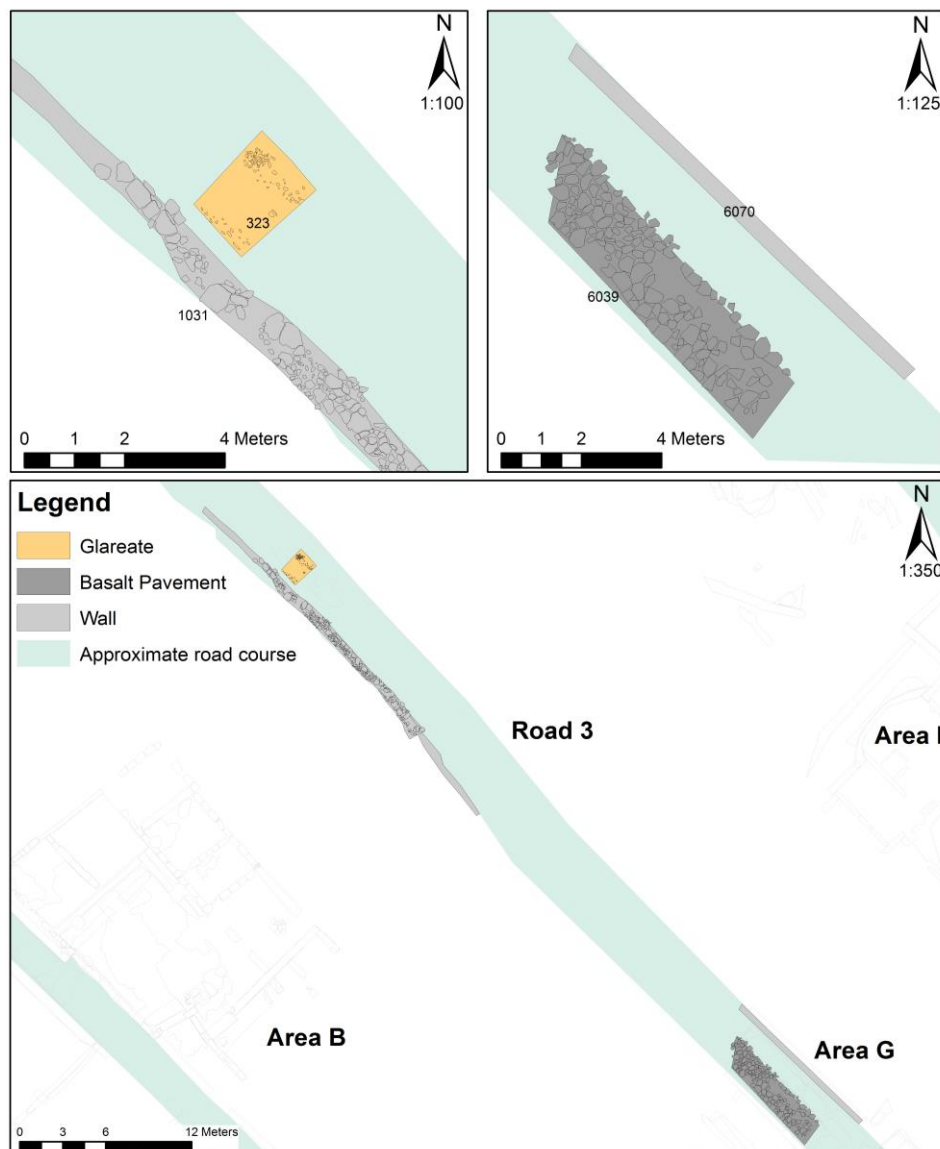 N
1:100
323
1031
0 1 2 4 Meters
N
1:125
6070
6039
0 1 2 4 Meters
Legend
Glareate
Basalt Pavement
Wall
Approximate road course
N
1:350
Road 3
Area
Area B
Area G
0 3 6 12 Meters